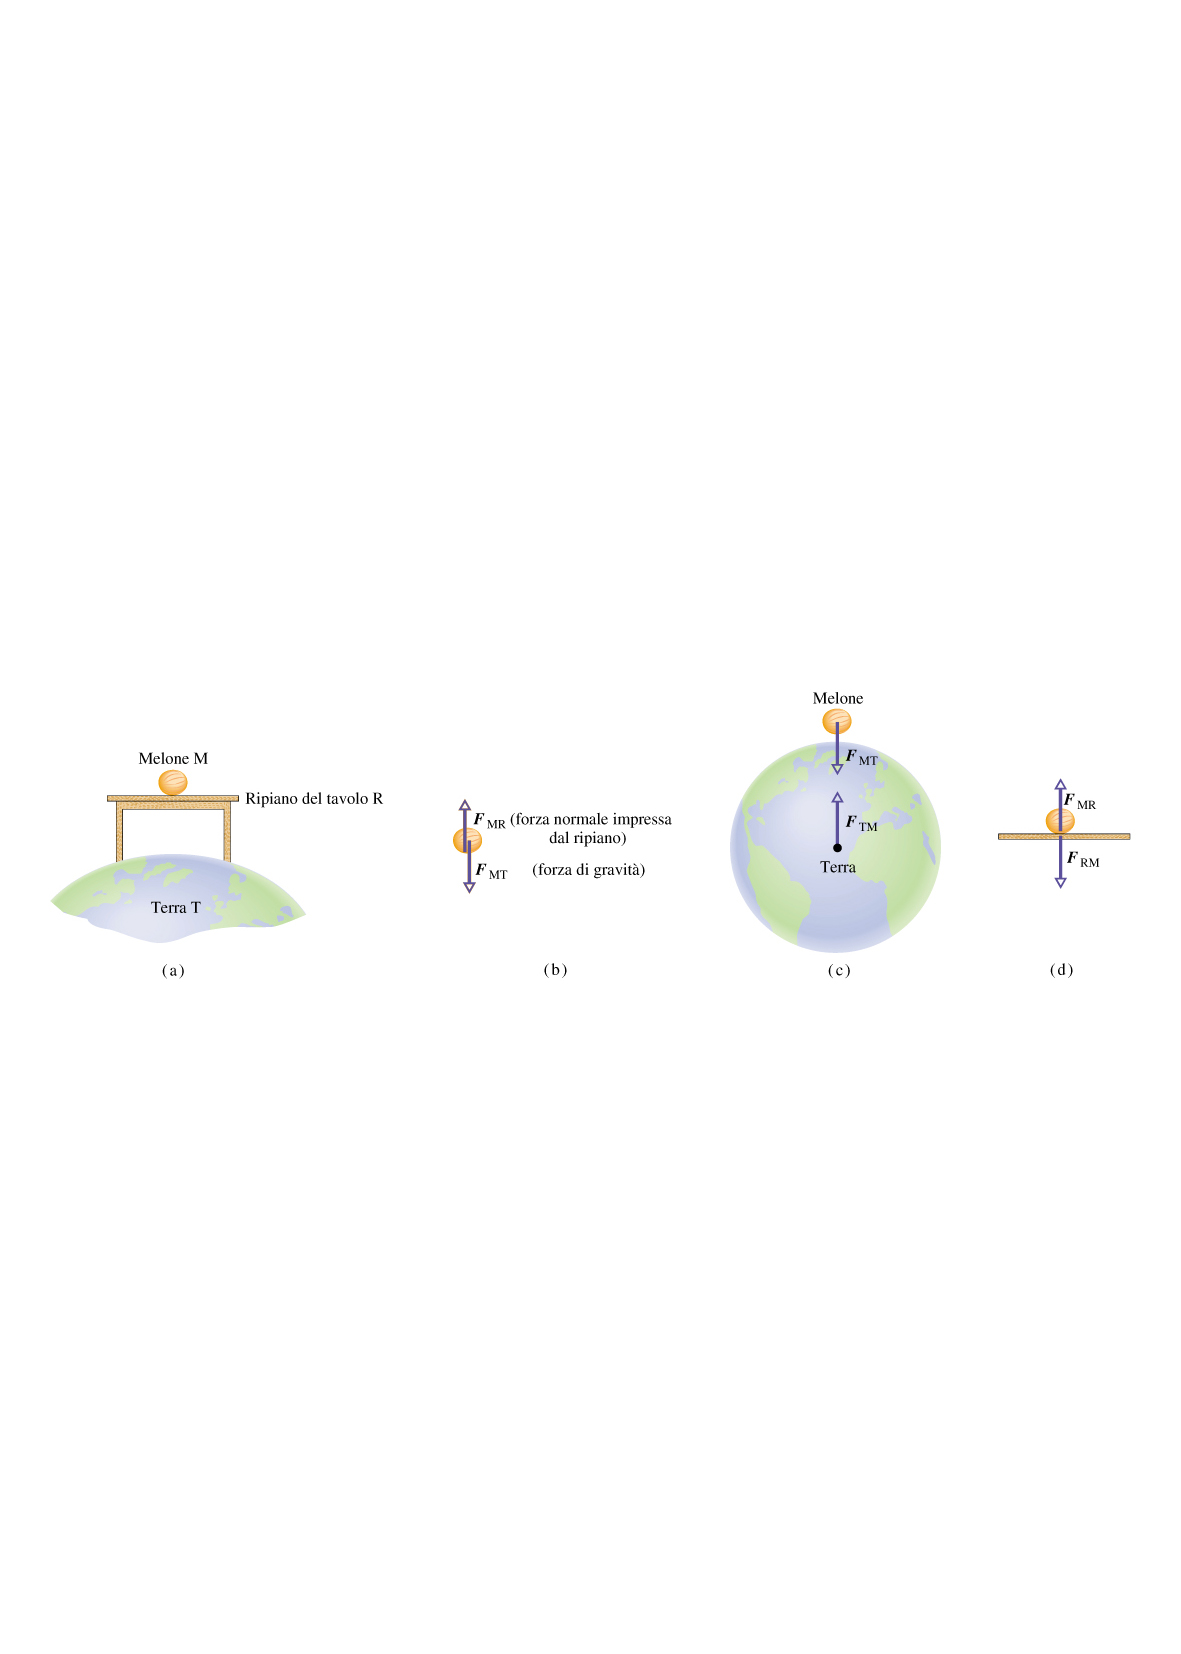 Melone M
Ripiano del tavolo R
Terra T
(a)
F MR (forza normale impressa
dal ripiano)
F MT (forza di gravità)
(b)
Melone
F MT
F TM
Terra
(c)
F MR
F RM
(d)